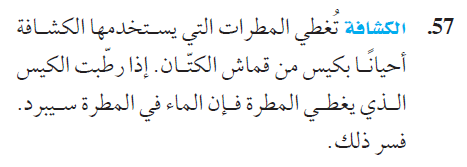 57. الكشافة تُغطي المطرات التي يستخدمها الكشافة
أحيانًا بكيس من قماش الكتّان. إذا رطّبت الكيس
الذي يغطي المطرة فإن الماء في المطرة سيبرد.
فسر ذلك.